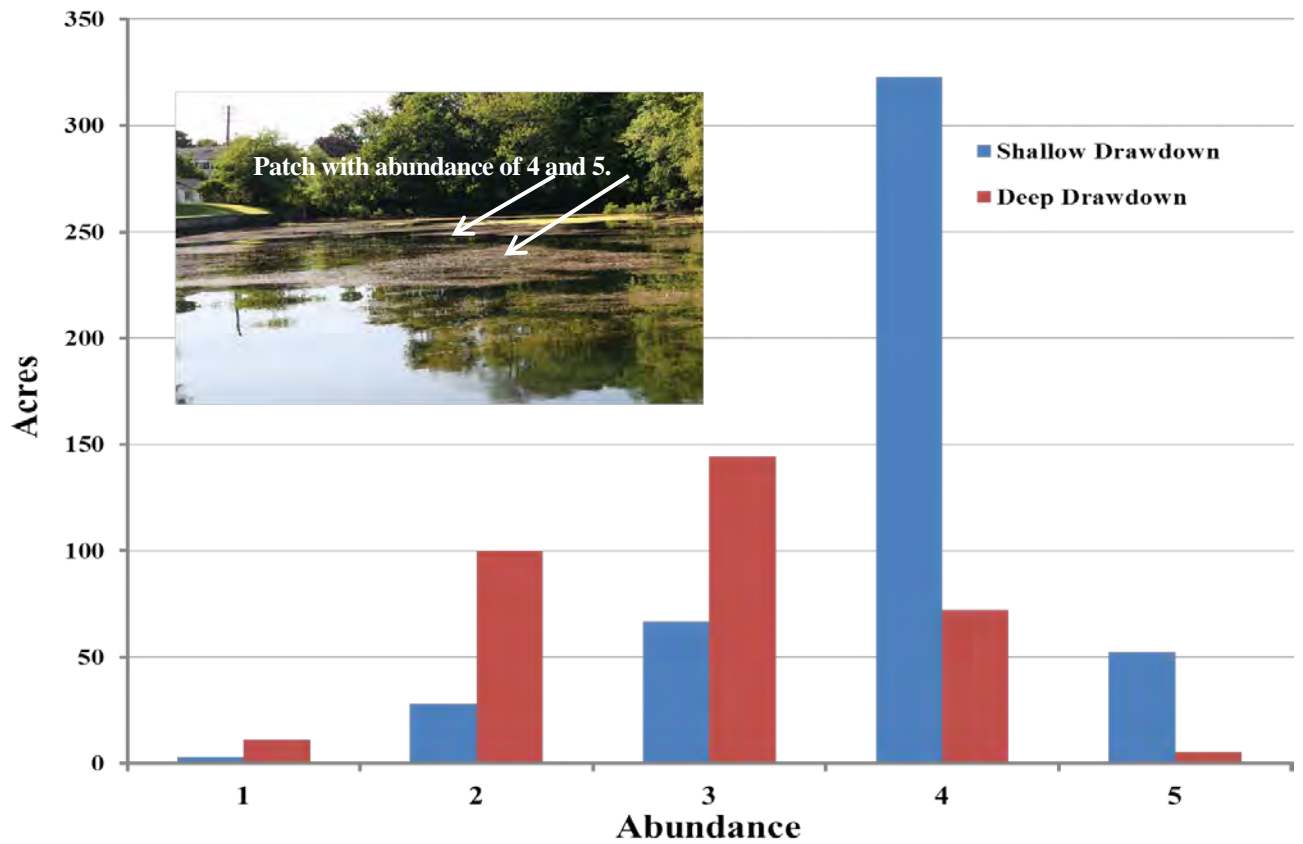 350
300
250
200
150
100
50
0
Acres
Patch with abundance of 4 and 5.
Shallow Drawdown
Deep Drawdown
1 2 3 4 5
Abundance